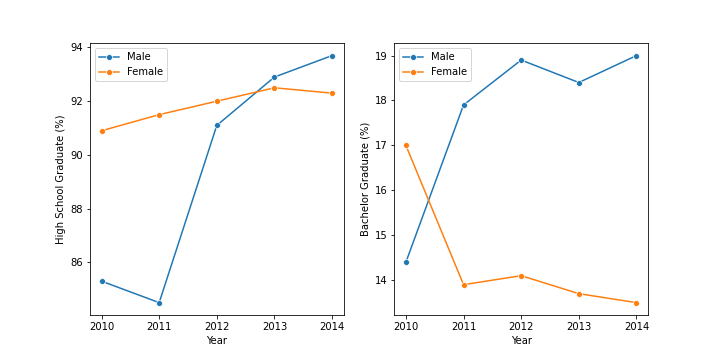 Male
Female
94
92
90
88
86
High School Graduate (%)
2010 2011 2012 2013 2014
Year
Male
Female
19
18
17
16
15
14
Bachelor Graduate (%)
2010 2011 2012 2013 2014
Year